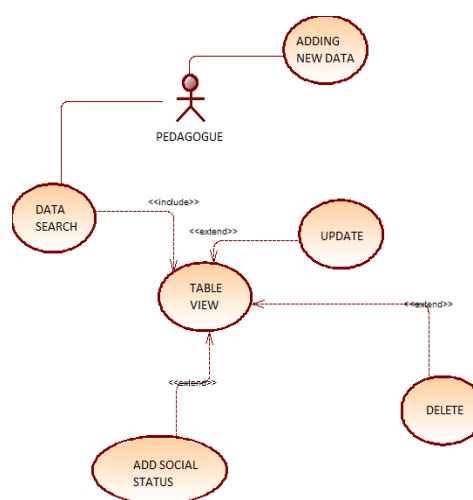 ADDING
NEW DATA
PEDAGOGUE
DATA
SEARCH
<<include>>
<<extend>>
UPDATE
TABLE
VIEW
<<extend>>
<<extend>>
DELETE
ADD SOCIAL
STATUS